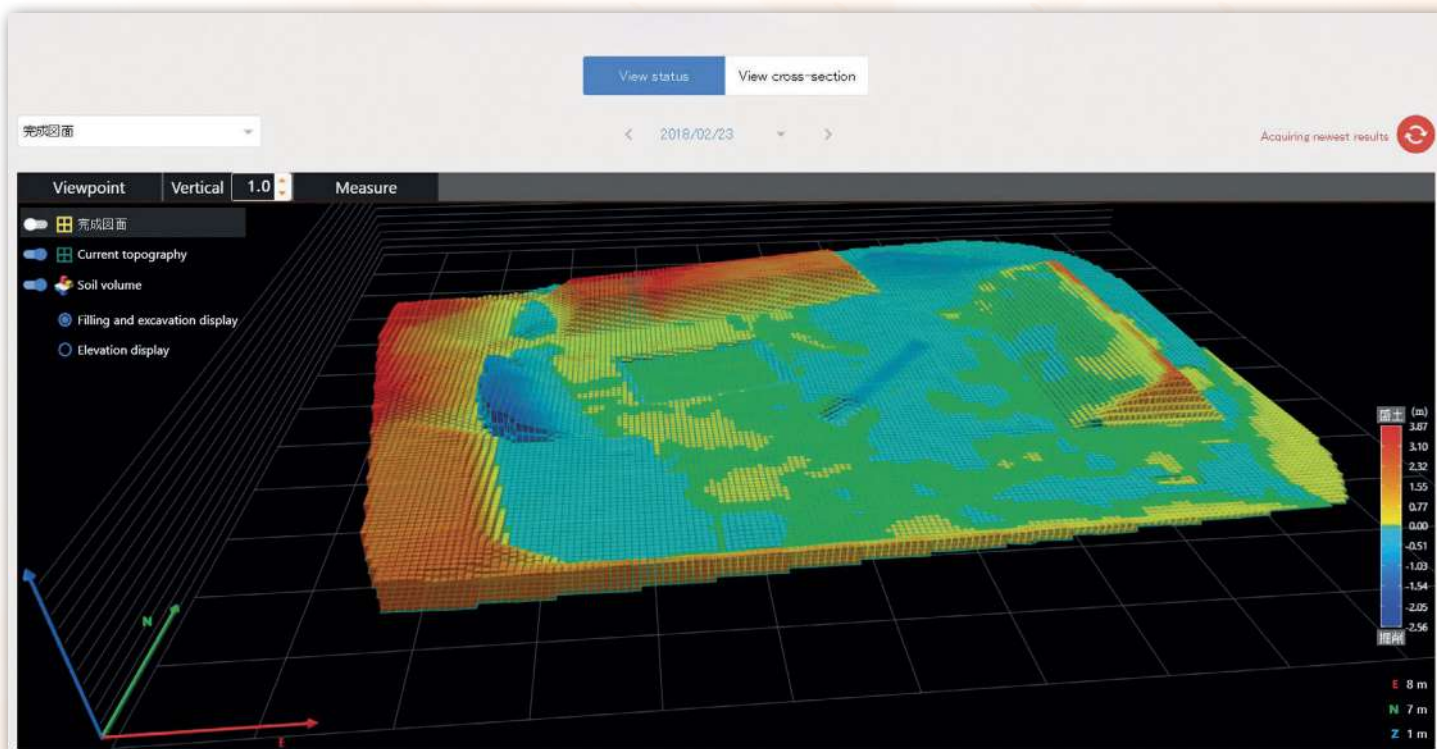 View status View cross-section
完成図面 < 2018/02/23 > Acquiring newest results
Viewpoint Vertical 1.0 Measure
完成図面
Current topography
Soil volume
Filling and excavation display
Elevation display
盛土 (m)
3.87
3.10
2.32
1.55
0.77
0.00
-0.51
-1.03
-1.54
-2.05
-2.56
掘削
N
E
E 8 m
N 7 m
Z 1 m